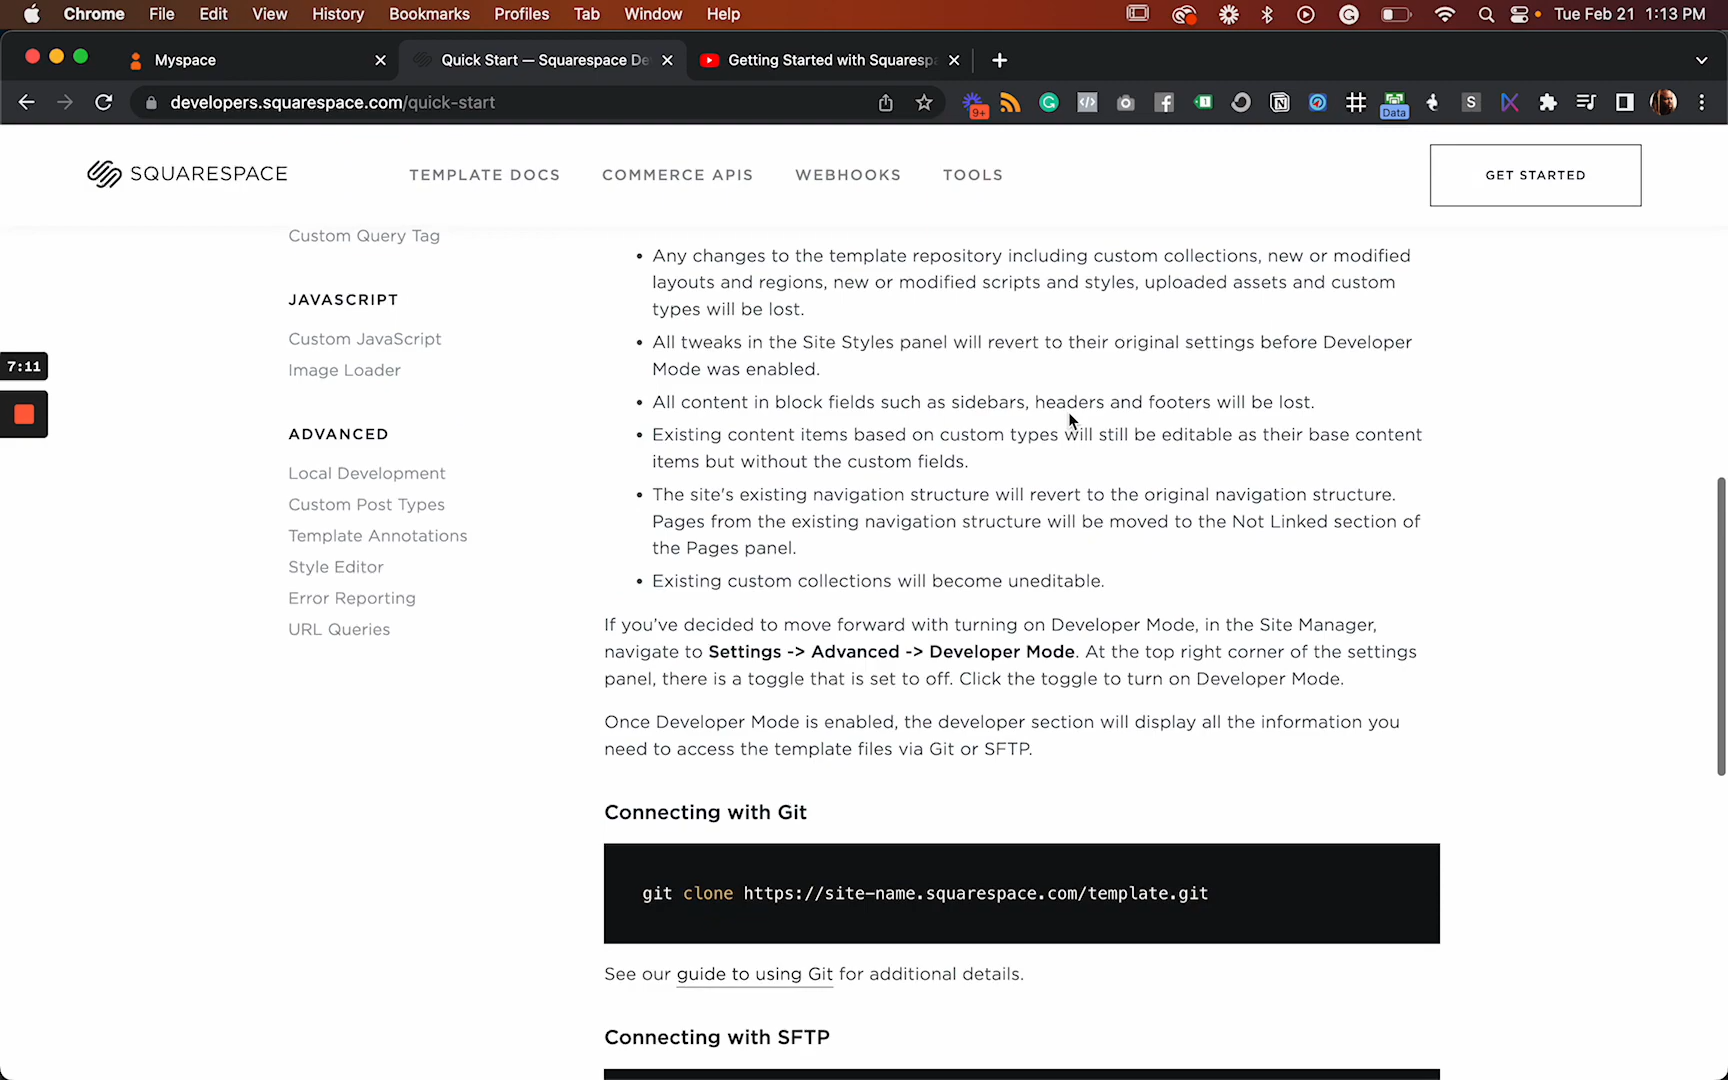 Chrome File Edit View History Bookmarks Profiles Tab Window Help Tue Feb 21 1:13 PM
Myspace Quick Start — Squarespace De Getting Started with Squaresp
developers.squarespace.com/quick-start 9+ Data
SQUARESPACE TEMPLATE DOCS COMMERCE APIS WEBHOOKS TOOLS GET STARTED
Custom Query Tag
JAVASCRIPT
Custom JavaScript
Image Loader
ADVANCED
Local Development
Custom Post Types
Template Annotations
Style Editor
Error Reporting
URL Queries
7:11
• Any changes to the template repository including custom collections, new or modified
layouts and regions, new or modified scripts and styles, uploaded assets and custom
types will be lost.
• All tweaks in the Site Styles panel will revert to their original settings before Developer
Mode was enabled.
• All content in block fields such as sidebars, headers and footers will be lost.
• Existing content items based on custom types will still be editable as their base content
items but without the custom fields.
• The site's existing navigation structure will revert to the original navigation structure.
Pages from the existing navigation structure will be moved to the Not Linked section of
the Pages panel.
• Existing custom collections will become uneditable.
If you've decided to move forward with turning on Developer Mode, in the Site Manager,
navigate to Settings -> Advanced -> Developer Mode. At the top right corner of the settings
panel, there is a toggle that is set to off. Click the toggle to turn on Developer Mode.
Once Developer Mode is enabled, the developer section will display all the information you
need to access the template files via Git or SFTP.
Connecting with Git
git clone https://site-name.squarespace.com/template.git
See our guide to using Git for additional details.
Connecting with SFTP